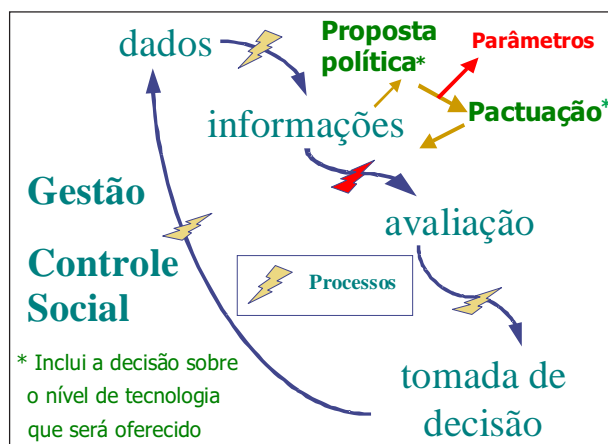 dados
Proposta
política*
Parâmetros
Pactuação*
informações
Gestão
avaliação
Controle
Social
Processos
* Inclui a decisão sobre
o nível de tecnologia
que será oferecido
tomada de
decisão